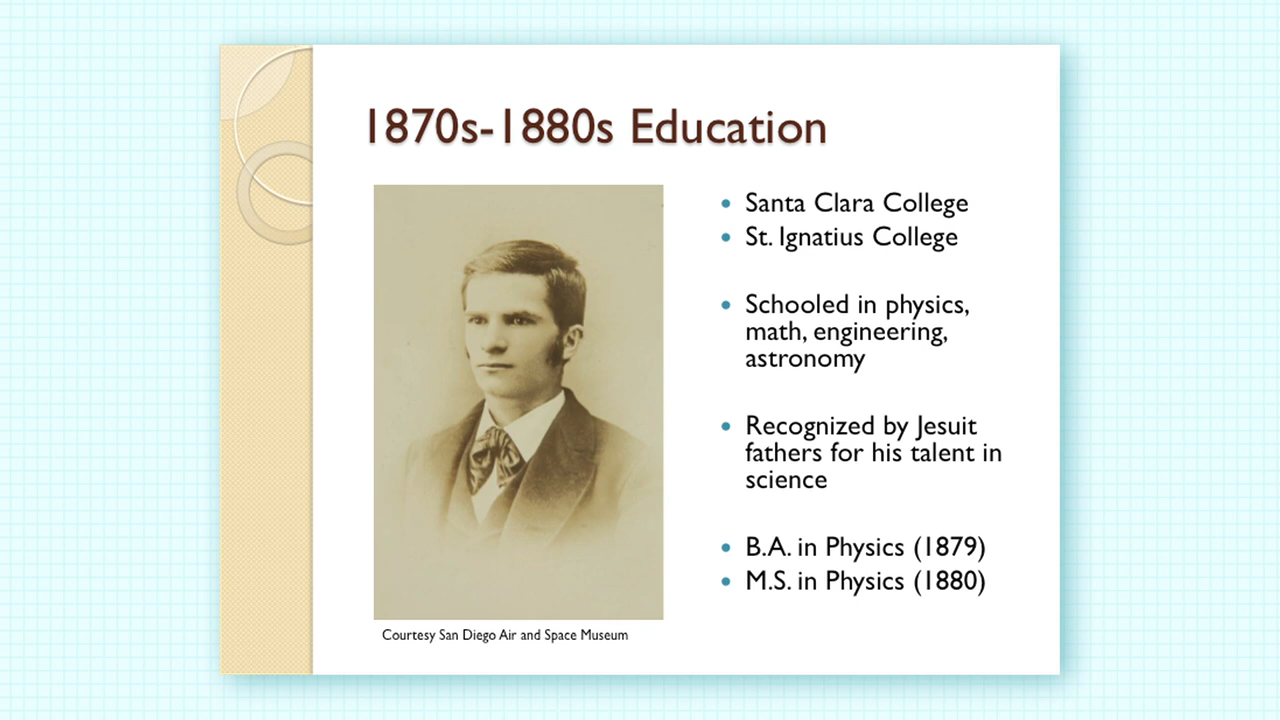 1870s-1880s Education
Santa Clara College
St. Ignatius College
Schooled in physics,
math, engineering,
astronomy
Recognized by Jesuit
fathers for his talent in
science
B.A. in Physics (1879)
M.S. in Physics (1880)
Courtesy San Diego Air and Space Museum